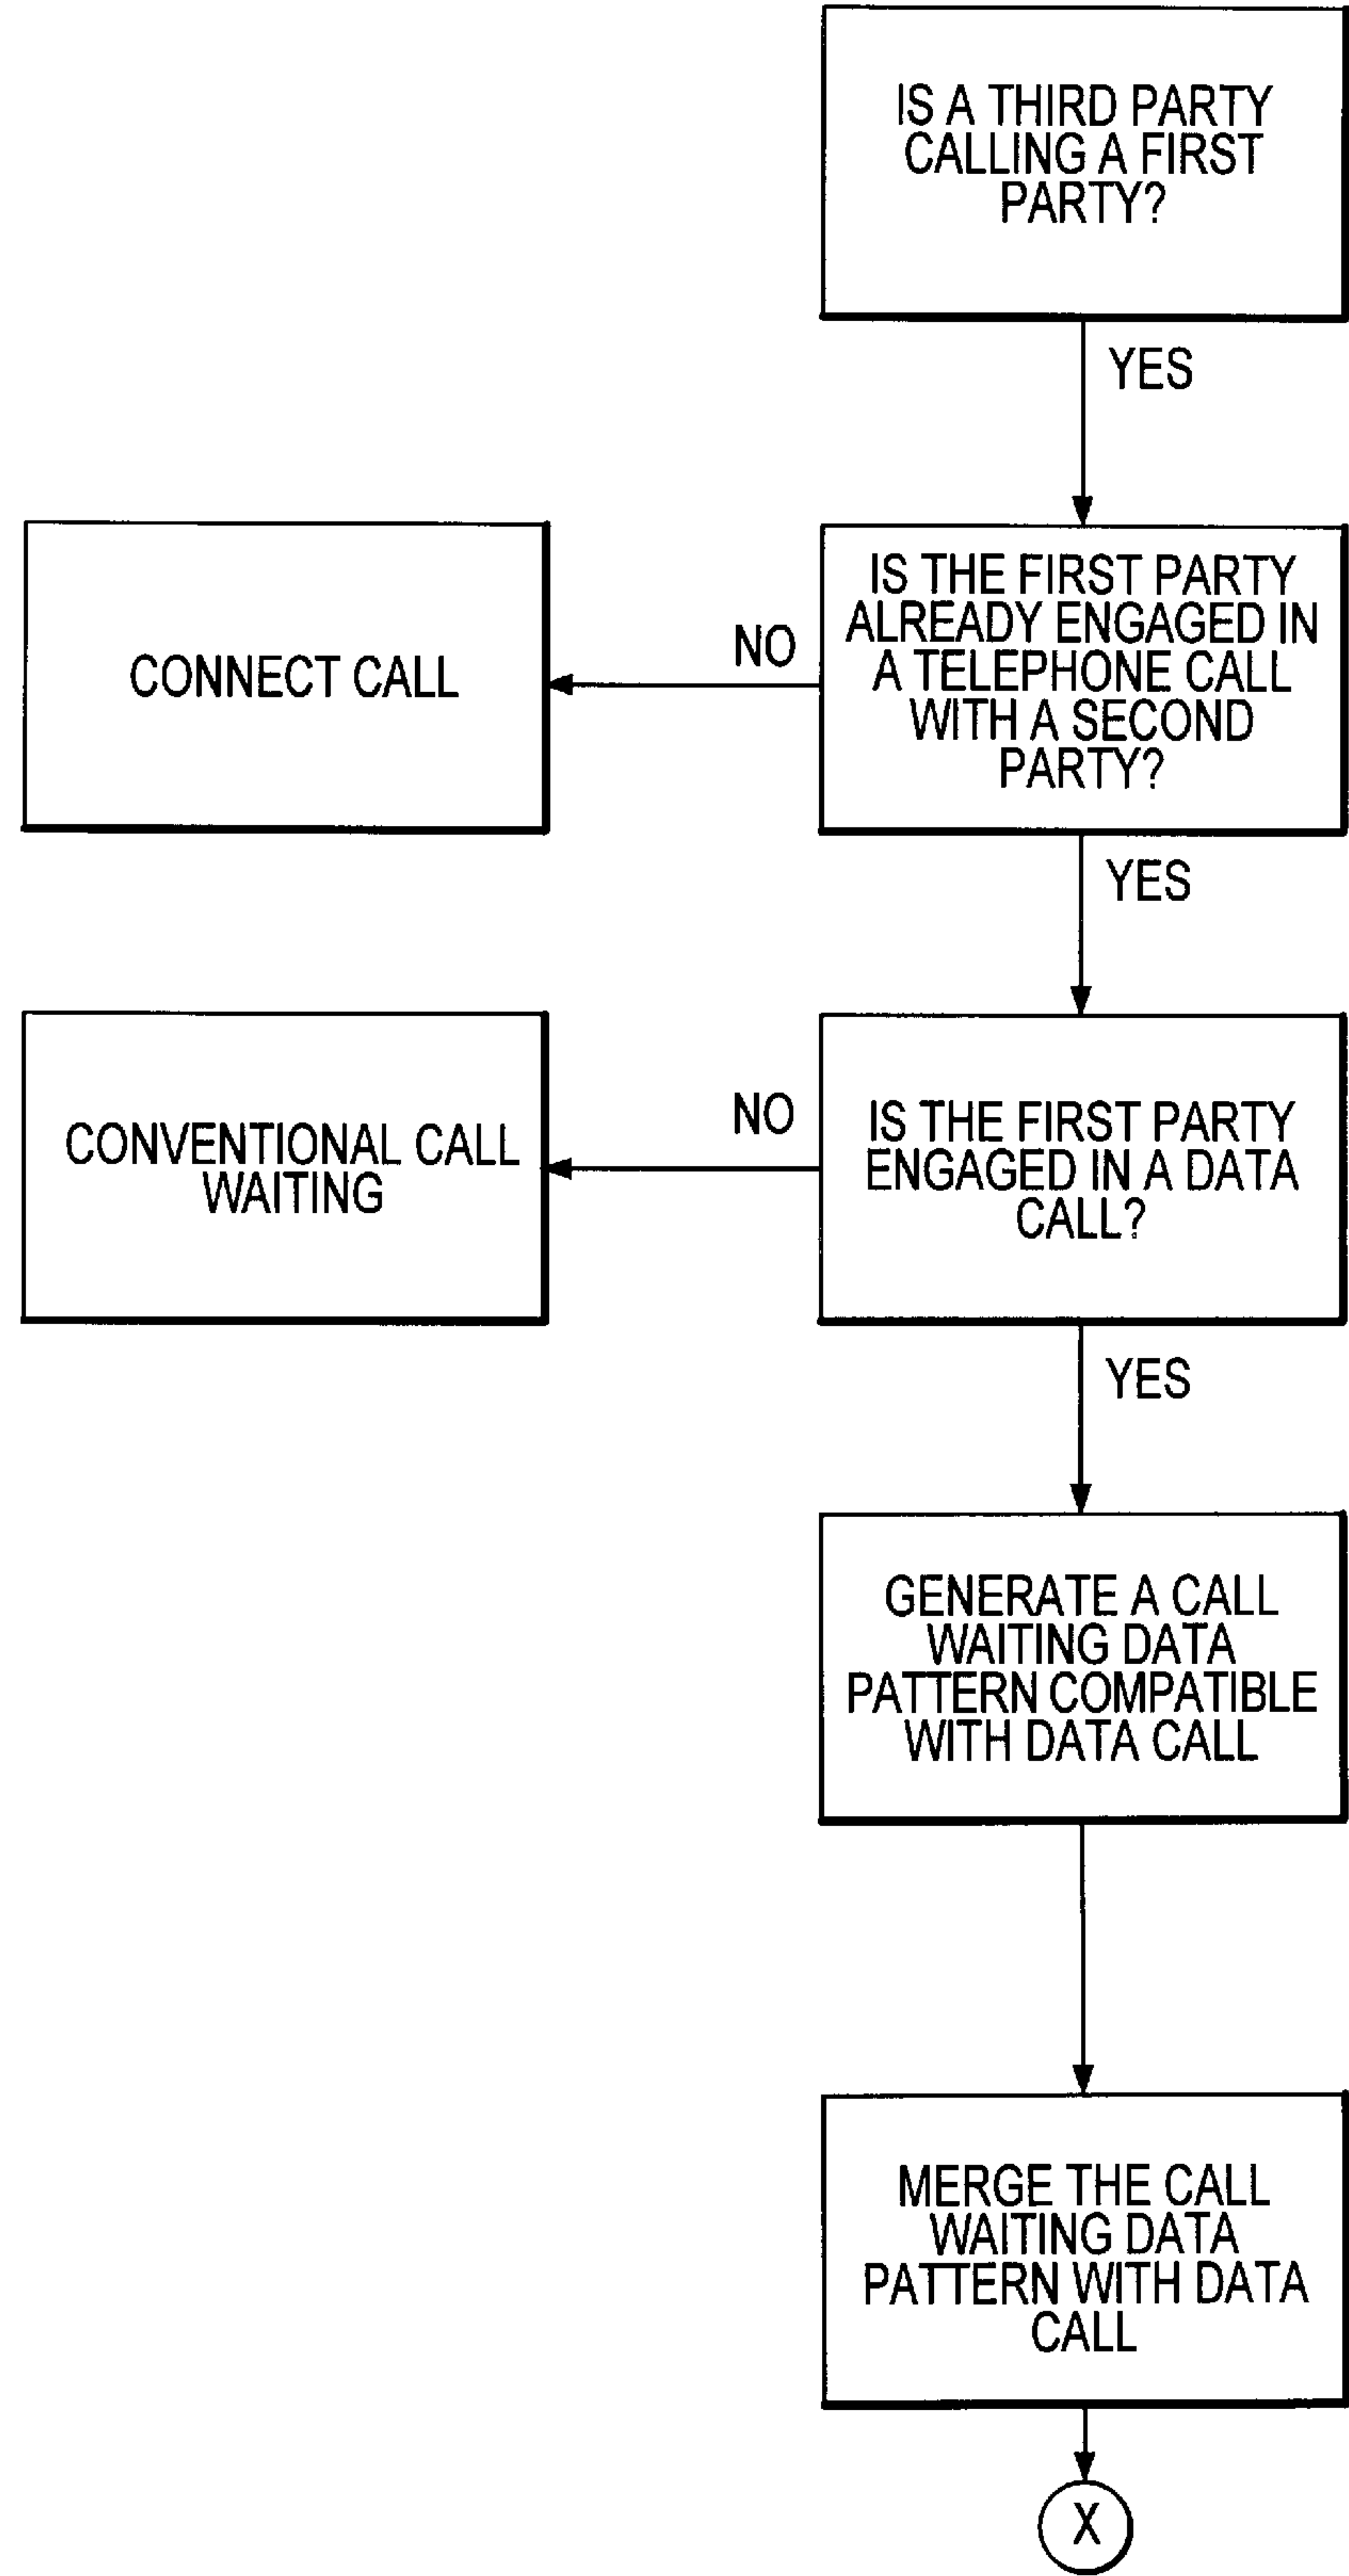 IS A THIRD PARTY
CALLING A FIRST
PARTY?
YES
IS THE FIRST PARTY
ALREADY ENGAGED IN
A TELEPHONE CALL
WITH A SECOND
PARTY?
NO
CONNECT CALL
YES
IS THE FIRST PARTY
ENGAGED IN A DATA
CALL?
NO
CONVENTIONAL CALL
WAITING
YES
GENERATE A CALL
WAITING DATA
PATTERN COMPATIBLE
WITH DATA CALL
MERGE THE CALL
WAITING DATA
PATTERN WITH DATA
CALL
X